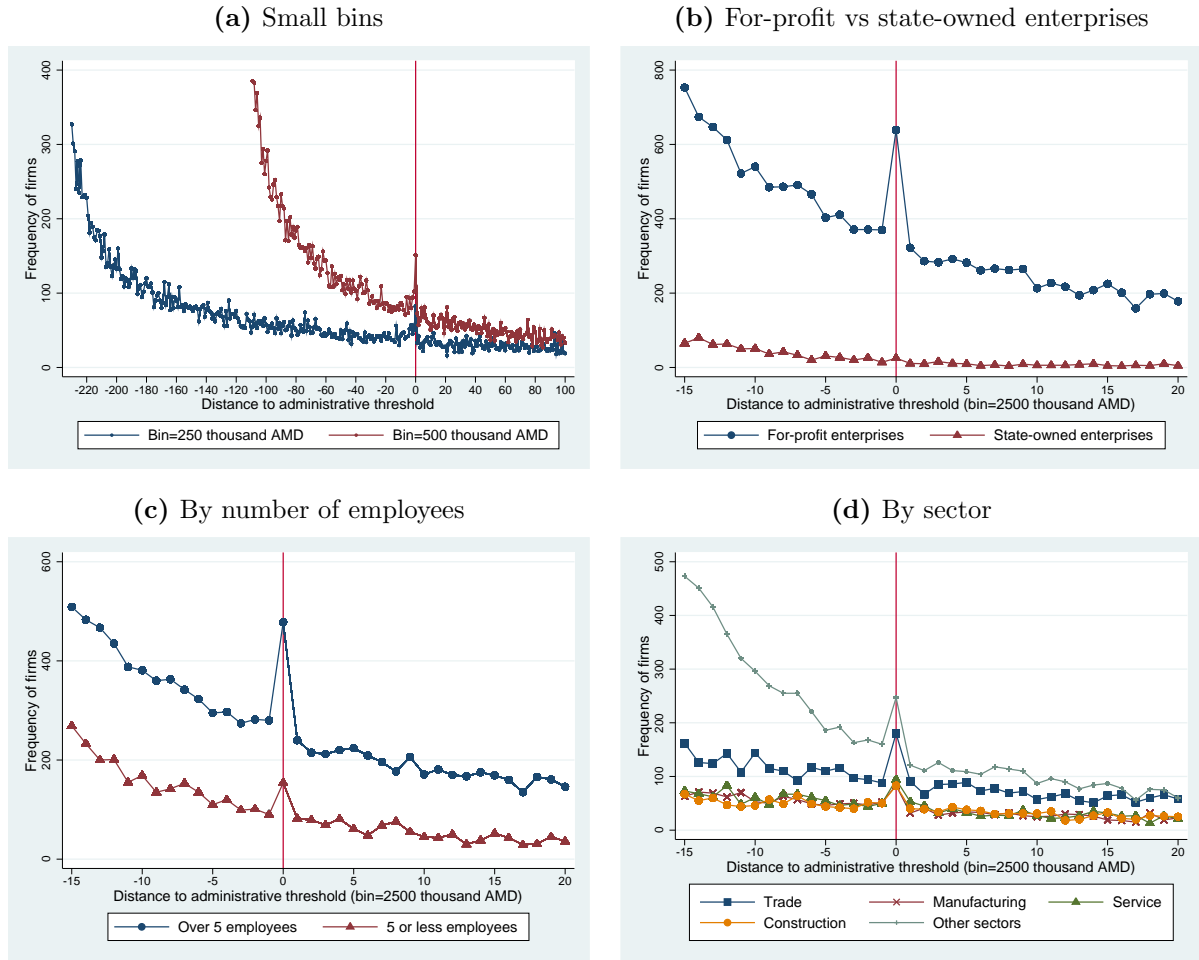 (a) Small bins
Frequency of firms
400
300
200
100
0
-220 -200 -180 -160 -140 -120 -100 -80 -60 -40 -20 0 20 40 60 80 100
Distance to administrative threshold
Bin=250 thousand AMD Bin=500 thousand AMD
(b) For-profit vs state-owned enterprises
Frequency of firms
800
600
400
200
0
-15 -10 -5 0 5 10 15 20
Distance to administrative threshold (bin=2500 thousand AMD)
For-profit enterprises State-owned enterprises
(c) By number of employees
Frequency of firms
600
400
200
0
-15 -10 -5 0 5 10 15 20
Distance to administrative threshold (bin=2500 thousand AMD)
Over 5 employees 5 or less employees
(d) By sector
Frequency of firms
500
400
300
200
100
0
-15 -10 -5 0 5 10 15 20
Distance to administrative threshold (bin=2500 thousand AMD)
Trade Manufacturing Service
Construction Other sectors